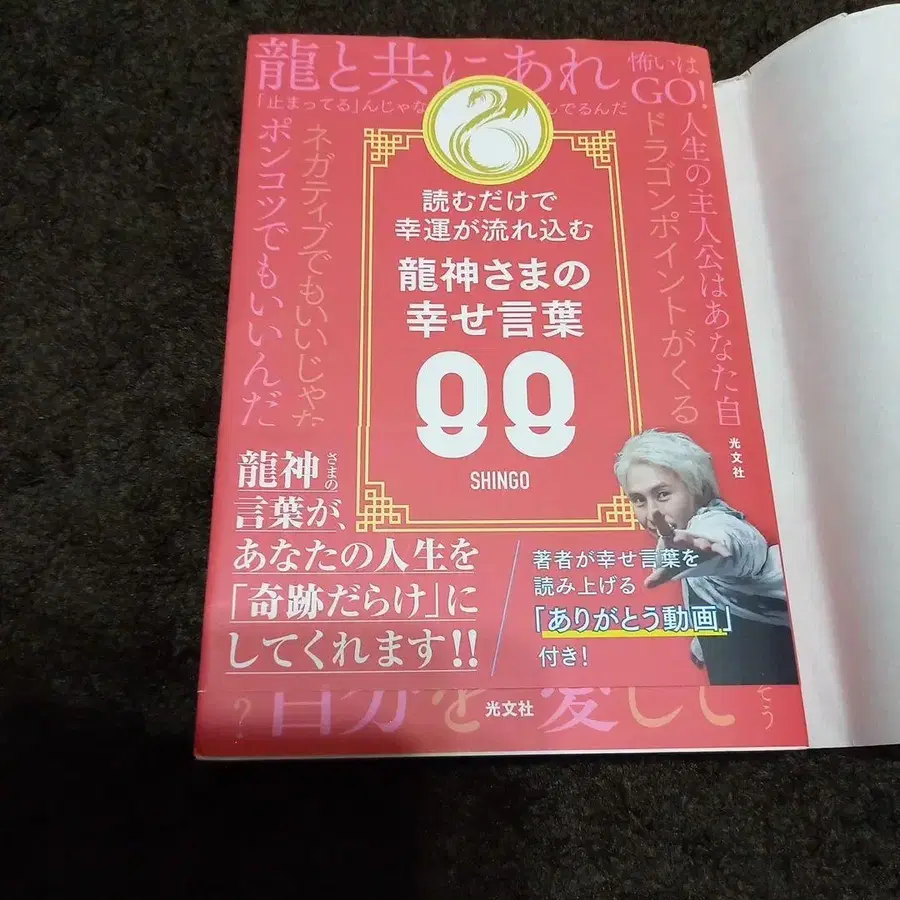 龍と共にあれ
怖いは
GO!
「止まってる」んじゃな
んでるんだ
人生の主人公はあなた自
ドラゴンポイントがくる
ネガティブでもいいじゃな
ポンコツでもいいんだ
読むだけで
幸運が流れ込む
龍神さまの
幸せ言葉
88
SHINGO
光文社
龍神さまの
言葉が、
あなたの人生を
「奇跡だらけ」に
してくれます!!
著者が幸せ言葉を
読み上げる
「ありがとう動画」
付き!
自分を愛して
光文社